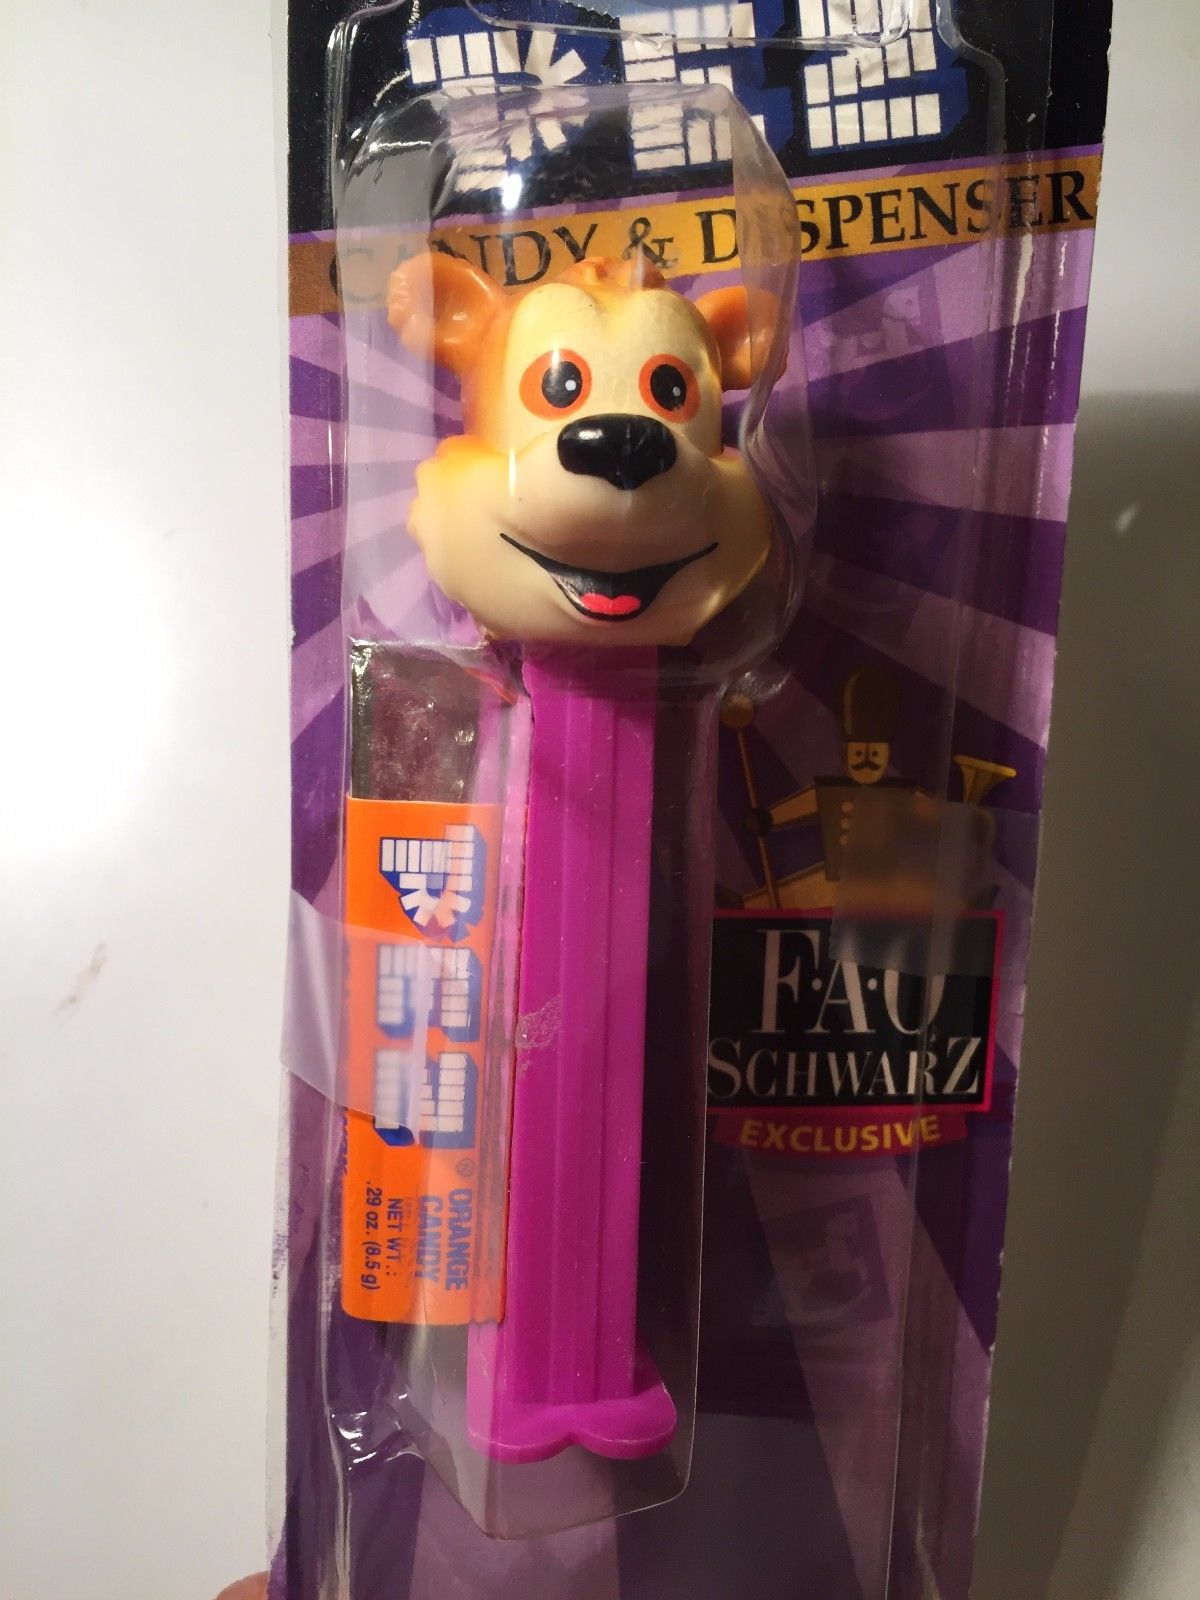 PEZ
CANDY & DISPENSER
PEZ®
ORANGE
CANDY
NET WT.:
.29 oz. (8.5 g)
F·A·O
SCHWARZ
EXCLUSIVE